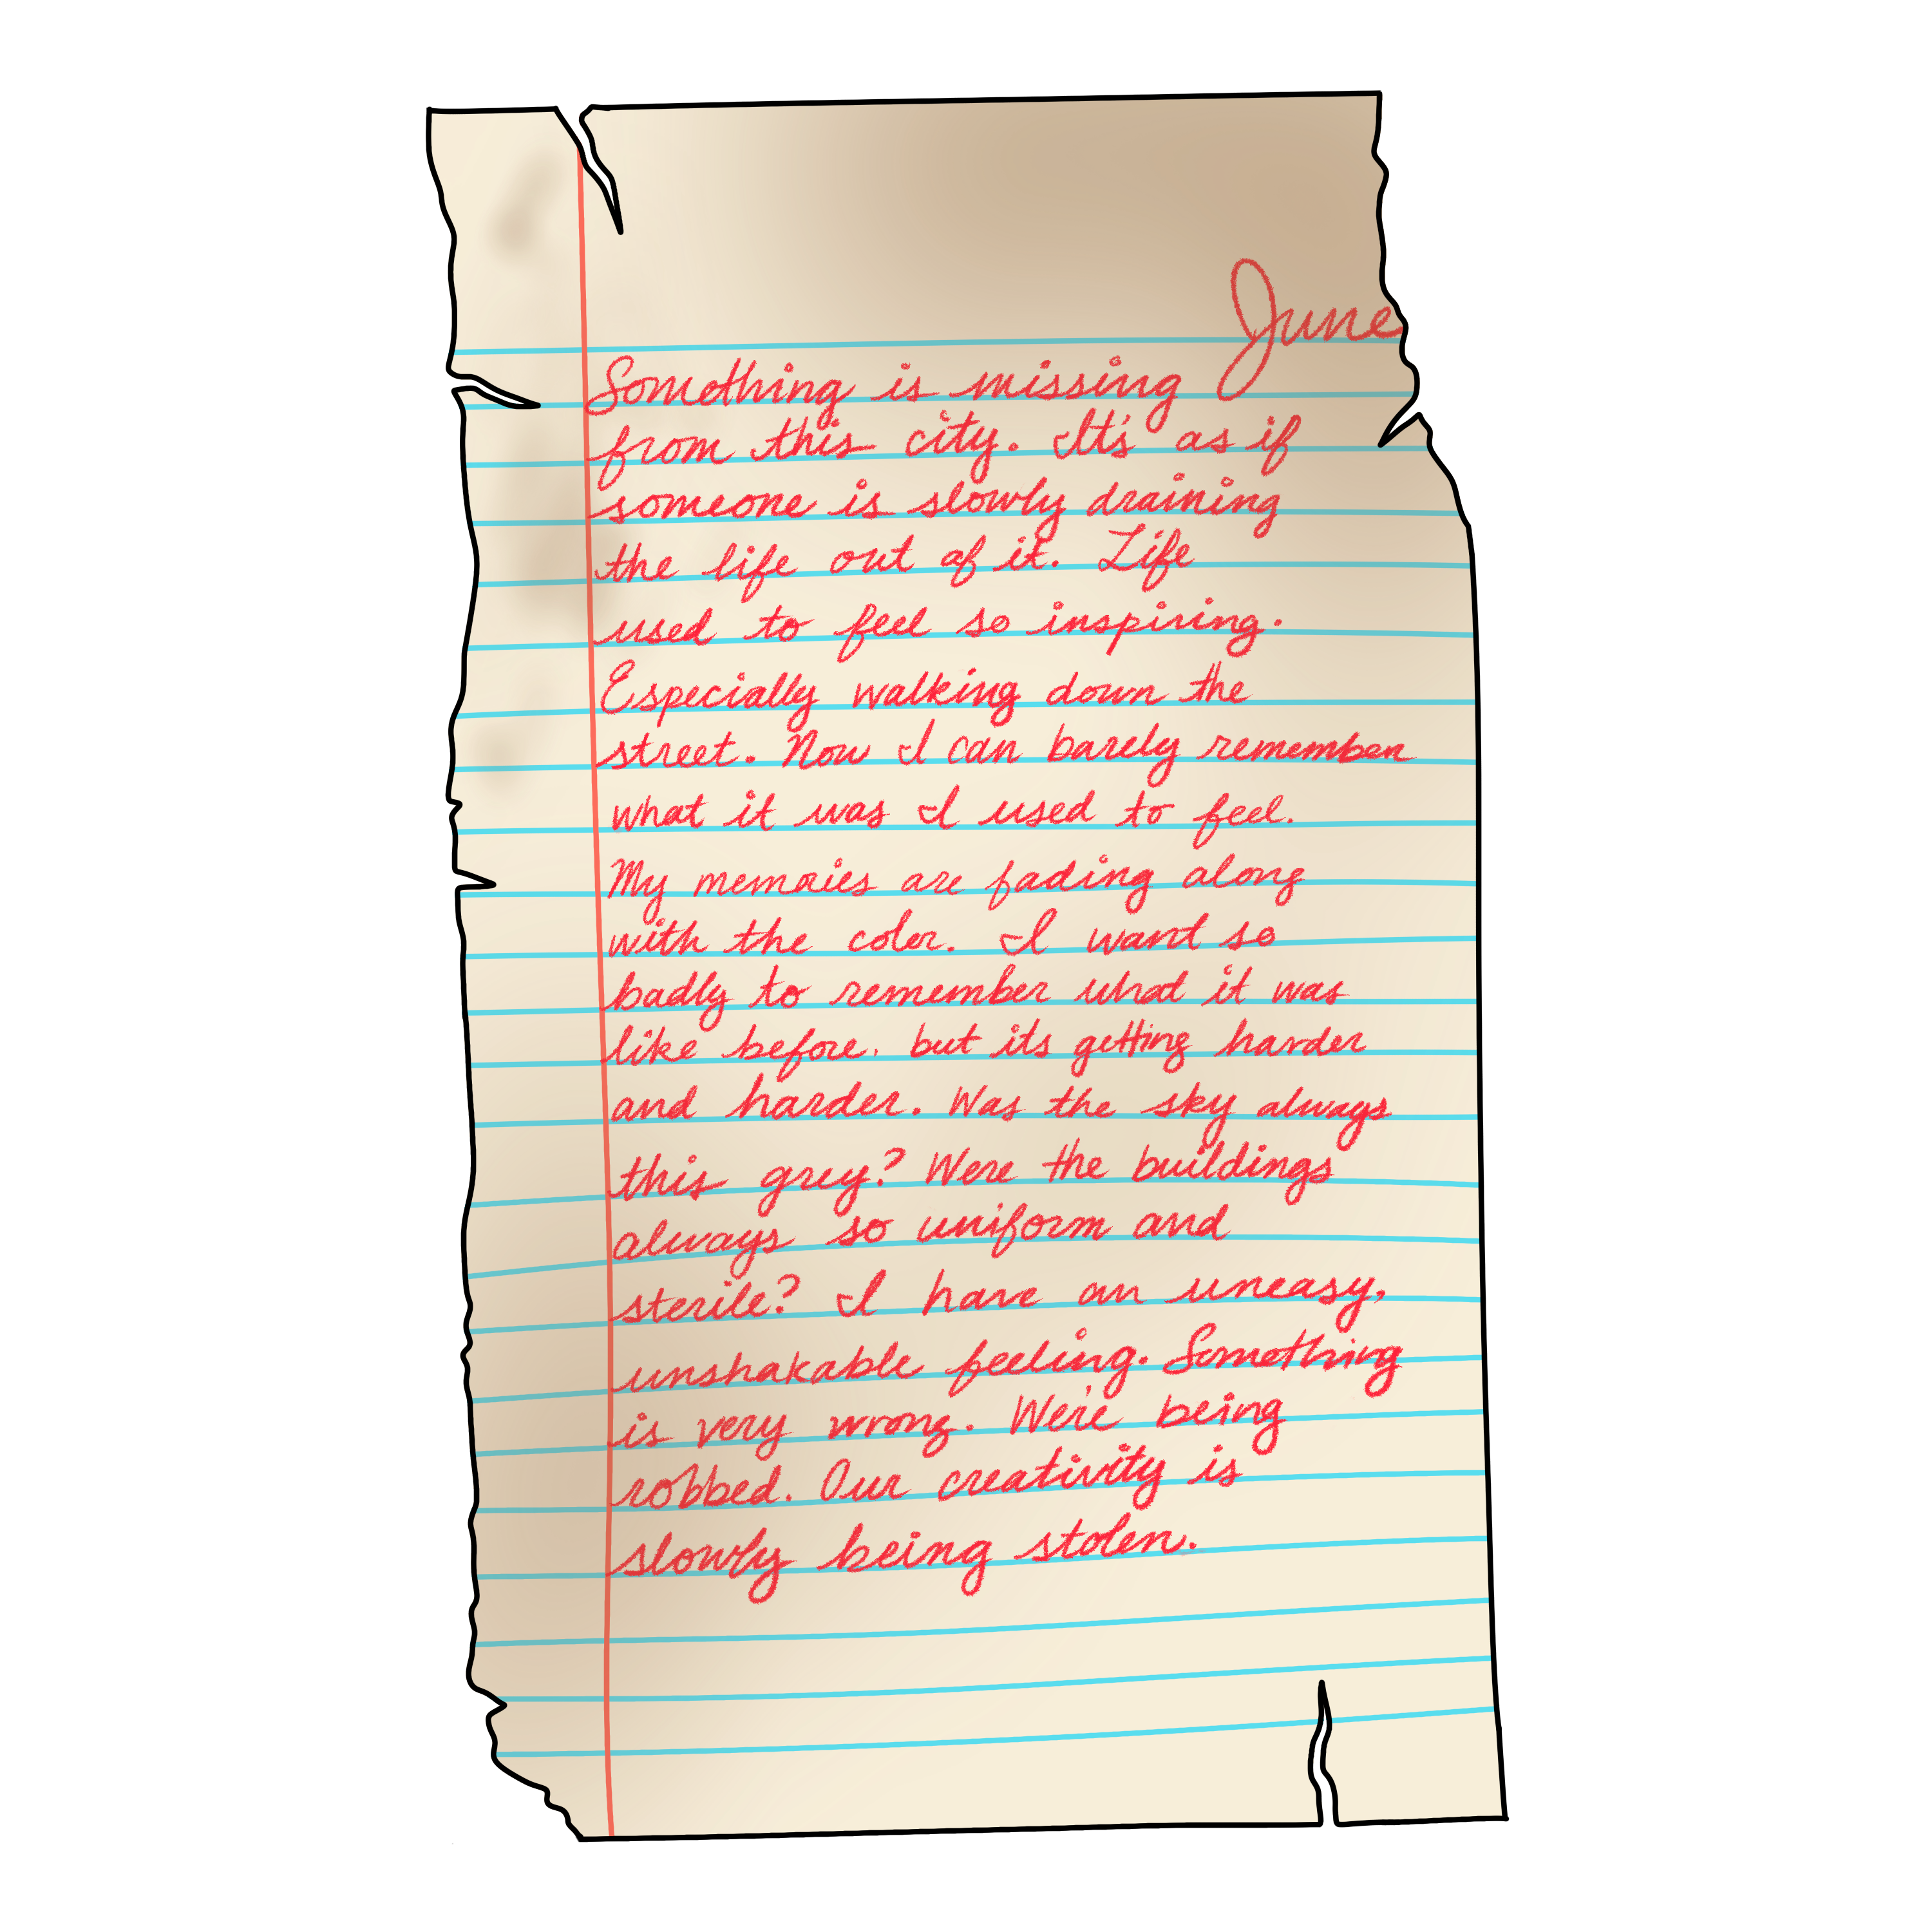 June
Something is missing
from this city. It's as if
someone is slowly draining
the life out of it. Life
used to feel so inspiring.
Especially walking down the
street. Now I can barely remember
what it was I used to feel.
My memories are fading along
with the color. I want so
badly to remember what it was
like before, but its getting harder
and harder. Was the sky always
this grey? Were the buildings
always so uniform and
sterile? I have an uneasy,
unshakable feeling. Something
is very wrong. We're being
robbed. Our creativity is
slowly being stolen.